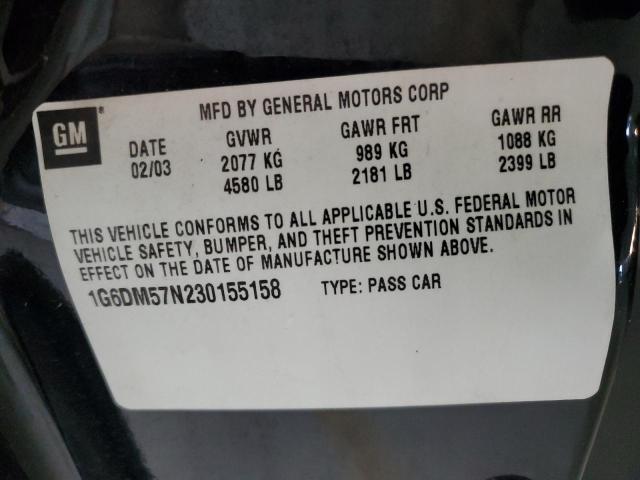 MFD BY GENERAL MOTORS CORP
GM®
DATE GVWR GAWR FRT GAWR RR
02/03 2077 KG 989 KG 1088 KG
4580 LB 2181 LB 2399 LB
THIS VEHICLE CONFORMS TO ALL APPLICABLE U.S. FEDERAL MOTOR
VEHICLE SAFETY, BUMPER, AND THEFT PREVENTION STANDARDS IN
EFFECT ON THE DATE OF MANUFACTURE SHOWN ABOVE.
1G6DM57N230155158 TYPE: PASS CAR